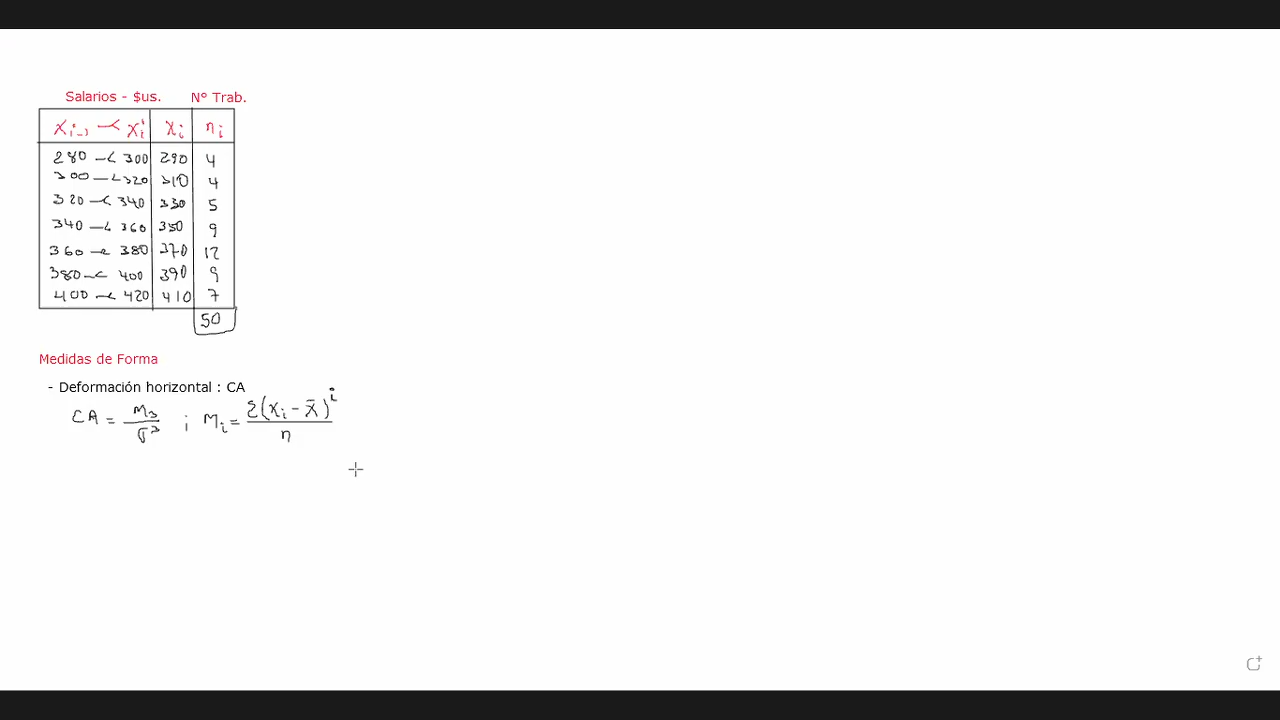 Salarios - $us. N° Trab.
Xi-1 –< Xi Xi ni
280 –< 300 290 4
300 –< 320 310 4
320 –< 340 330 5
340 –< 360 350 9
360 –< 380 370 12
380 –< 400 390 9
400 –< 420 410 7
50
Medidas de Forma
- Deformación horizontal : CA
CA = M3/σ³ ; Mi = Σ(xi - x̄)^i/n